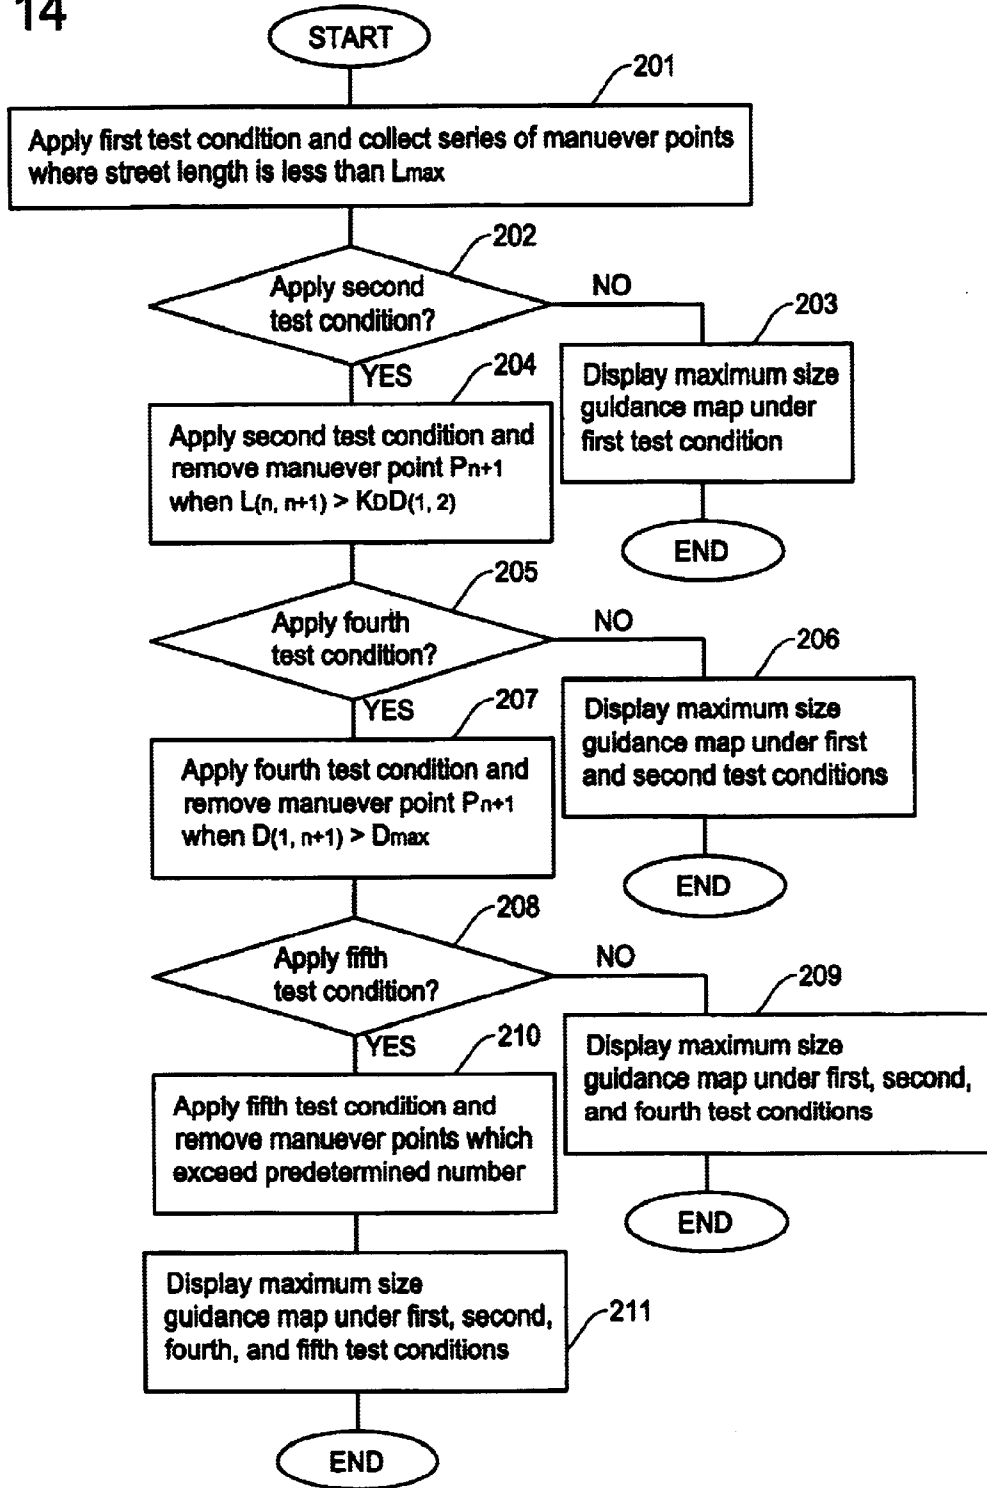 14
START
201
Apply first test condition and collect series of manuever points
where street length is less than Lmax
202
Apply second
test condition?
NO
YES
203
Display maximum size
guidance map under
first test condition
END
204
Apply second test condition and
remove manuever point Pn+1
when L(n, n+1) > KDD(1, 2)
205
Apply fourth
test condition?
NO
YES
206
Display maximum size
guidance map under first
and second test conditions
END
207
Apply fourth test condition and
remove manuever point Pn+1
when D(1, n+1) > Dmax
208
Apply fifth
test condition?
NO
YES
209
Display maximum size
guidance map under first, second,
and fourth test conditions
END
210
Apply fifth test condition and
remove manuever points which
exceed predetermined number
211
Display maximum size
guidance map under first, second,
fourth, and fifth test conditions
END